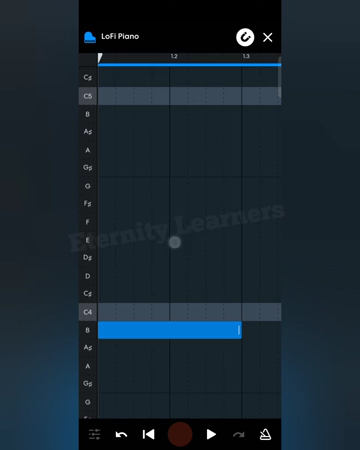 LoFi Piano
1.2 1.3
C♯
C5
B
A♯
A
G♯
G
F♯
F
E
D♯
D
C♯
C4
B
A♯
A
G♯
G
Eternity Learners